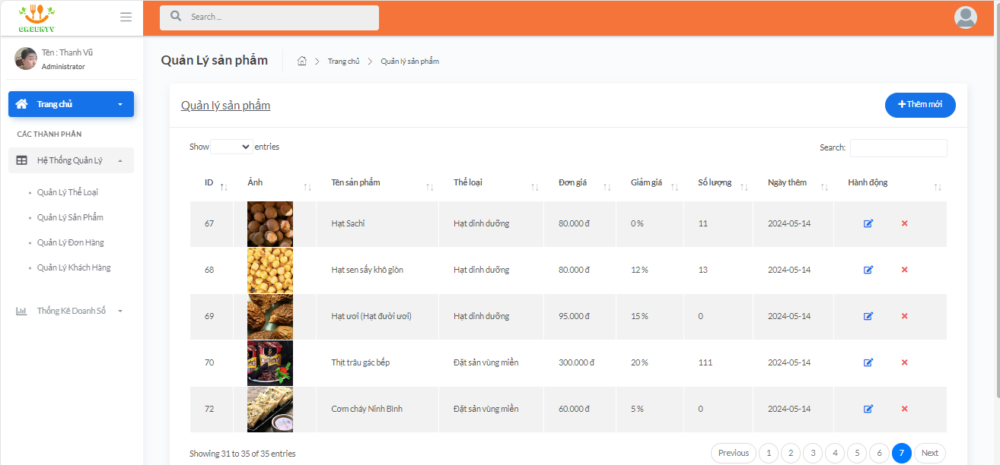 GREENTV
Search ...
Tên : Thanh Vũ
Administrator
Trang chủ
CÁC THÀNH PHẦN
Hệ Thống Quản Lý
Quản Lý Thể Loại
Quản Lý Sản Phẩm
Quản Lý Đơn Hàng
Quản Lý Khách Hàng
Thống Kê Doanh Số
Quản Lý sản phẩm
Trang chủ
Quản lý sản phẩm
Quản lý sản phẩm
Thêm mới
Show entries
Search:
ID Ảnh Tên sản phẩm Thể loại Đơn giá Giảm giá Số lượng Ngày thêm Hành động
67 Hạt Sachi Hạt dinh dưỡng 80.000 đ 0 % 11 2024-05-14
68 Hạt sen sấy khô giòn Hạt dinh dưỡng 80.000 đ 12 % 13 2024-05-14
69 Hạt ươi (Hạt đười ươi) Hạt dinh dưỡng 95.000 đ 15 % 0 2024-05-14
70 Thịt trâu gác bếp Đặt sản vùng miền 300.000 đ 20 % 111 2024-05-14
72 Cơm cháy Ninh Bình Đặt sản vùng miền 60.000 đ 5 % 0 2024-05-14
Showing 31 to 35 of 35 entries
Previous 1 2 3 4 5 6 7 Next